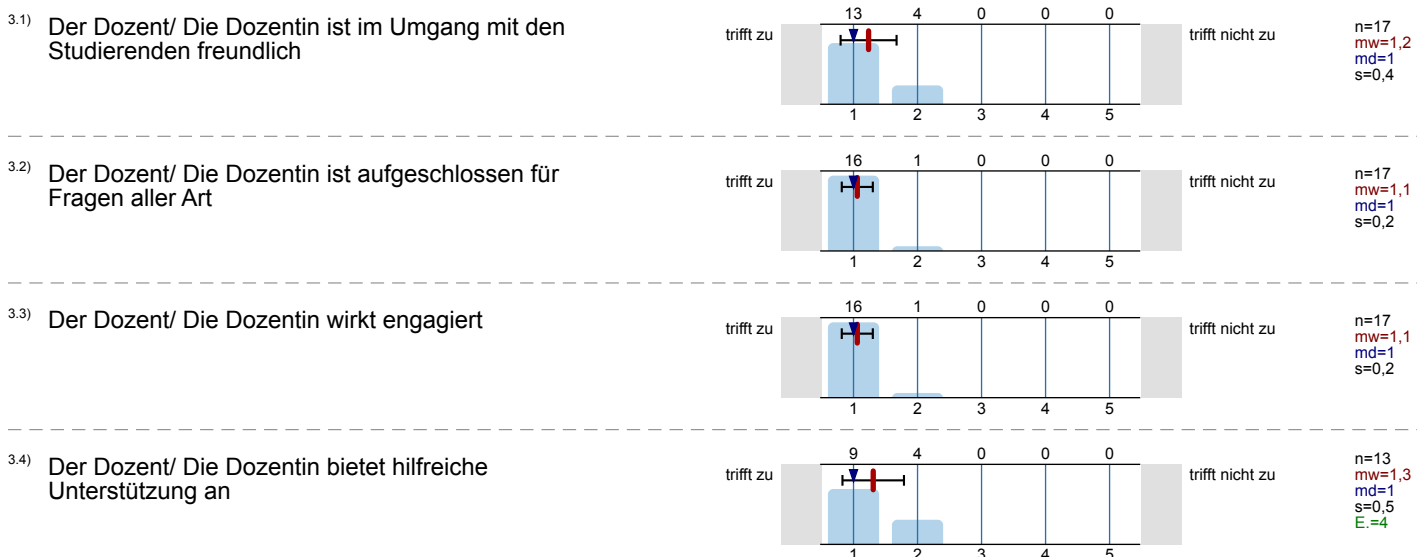 3.1) Der Dozent/ Die Dozentin ist im Umgang mit den
Studierenden freundlich
13 4 0 0 0
trifft zu
trifft nicht zu
1 2 3 4 5
n=17
mw=1,2
md=1
s=0,4
3.2) Der Dozent/ Die Dozentin ist aufgeschlossen für
Fragen aller Art
16 1 0 0 0
trifft zu
trifft nicht zu
1 2 3 4 5
n=17
mw=1,1
md=1
s=0,2
3.3) Der Dozent/ Die Dozentin wirkt engagiert
16 1 0 0 0
trifft zu
trifft nicht zu
1 2 3 4 5
n=17
mw=1,1
md=1
s=0,2
3.4) Der Dozent/ Die Dozentin bietet hilfreiche
Unterstützung an
9 4 0 0 0
trifft zu
trifft nicht zu
1 2 3 4 5
n=13
mw=1,3
md=1
s=0,5
E.=4